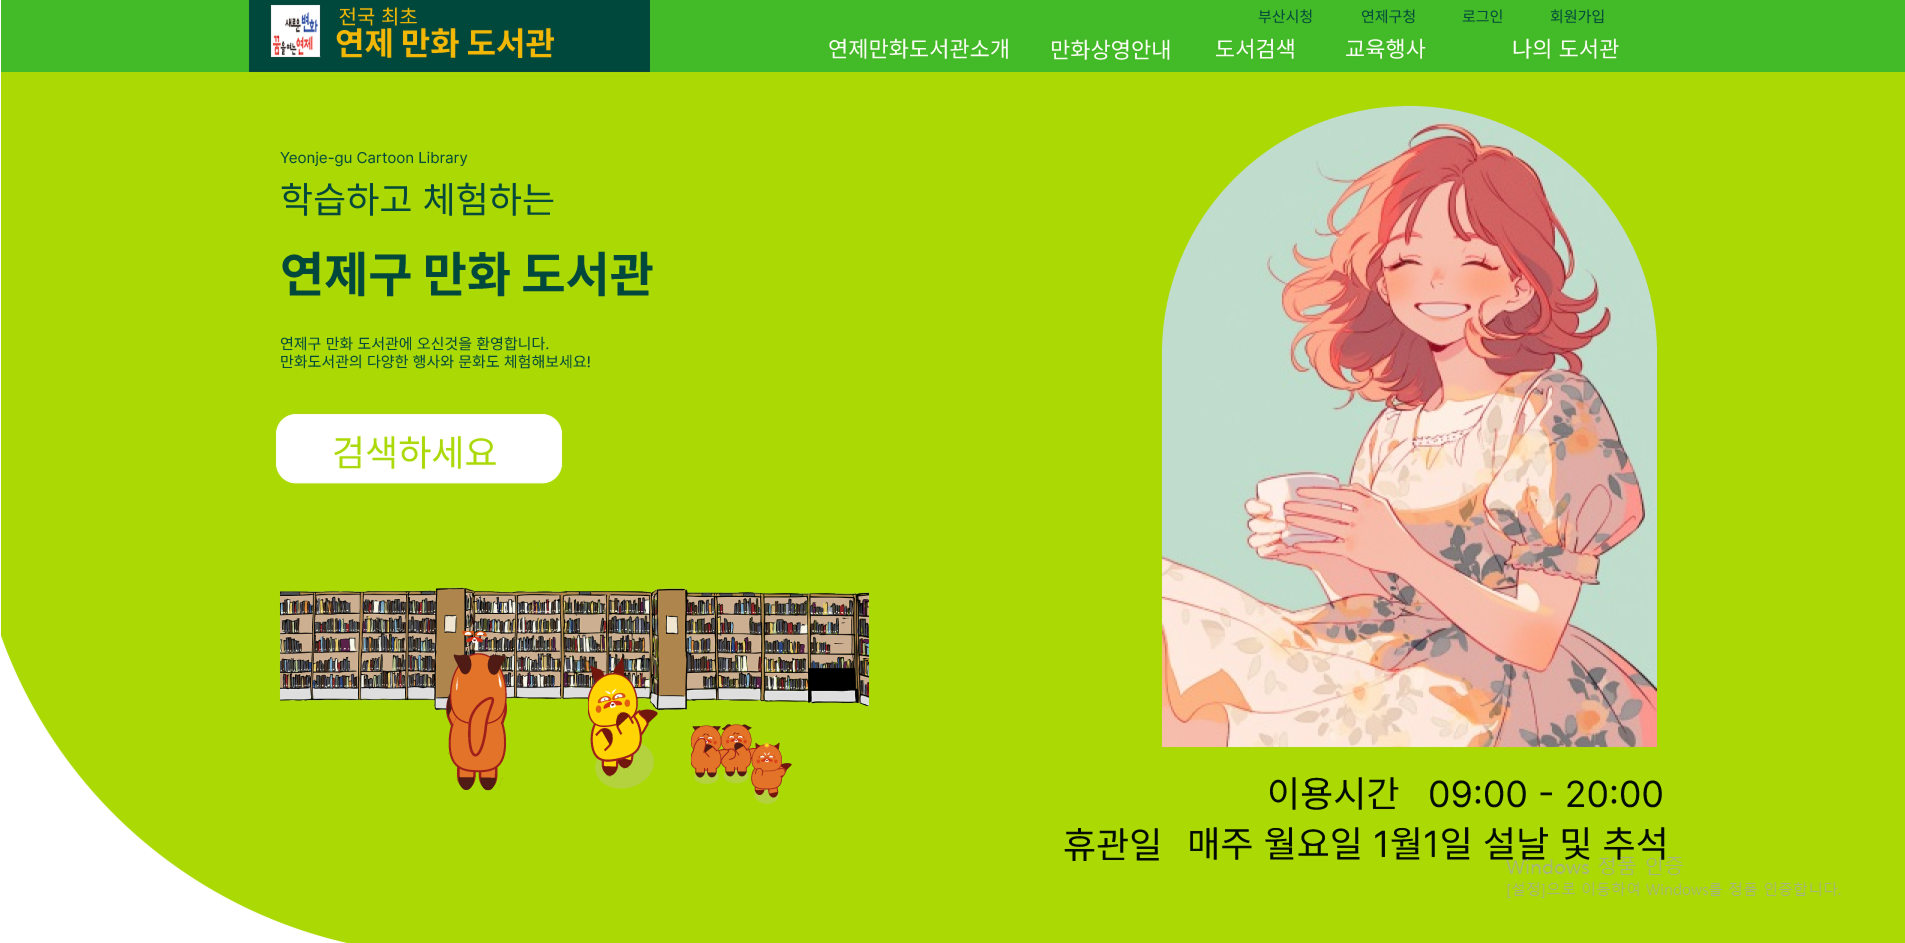 새로운 변화
꿈을 여는 연제
전국 최초
연제 만화 도서관
부산시청 연제구청 로그인 회원가입
연제만화도서관소개 만화상영안내 도서검색 교육행사 나의 도서관
Yeonje-gu Cartoon Library
학습하고 체험하는
연제구 만화 도서관
연제구 만화 도서관에 오신것을 환영합니다.
만화도서관의 다양한 행사와 문화도 체험해보세요!
검색하세요
이용시간 09:00 - 20:00
휴관일 매주 월요일 1월1일 설날 및 추석
Windows 정품 인증
[설정]으로 이동하여 Windows를 정품 인증합니다